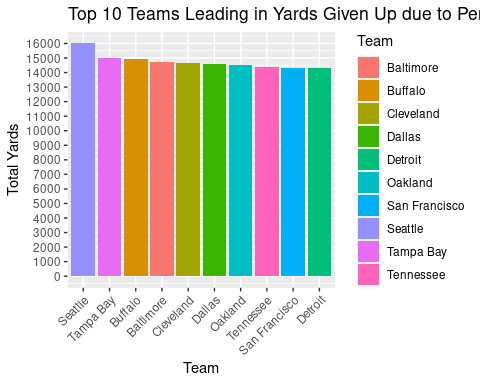 Top 10 Teams Leading in Yards Given Up due to
Team
16000
15000
14000
13000
12000
11000
10000
9000
8000
7000
6000
5000
4000
3000
2000
1000
0
Total Yards
Baltimore
Buffalo
Cleveland
Dallas
Detroit
Oakland
San Francisco
Seattle
Tampa Bay
Tennessee
Seattle
Tampa Bay
Buffalo
Baltimore
Cleveland
Dallas
Oakland
Tennessee
San Francisco
Detroit
Team